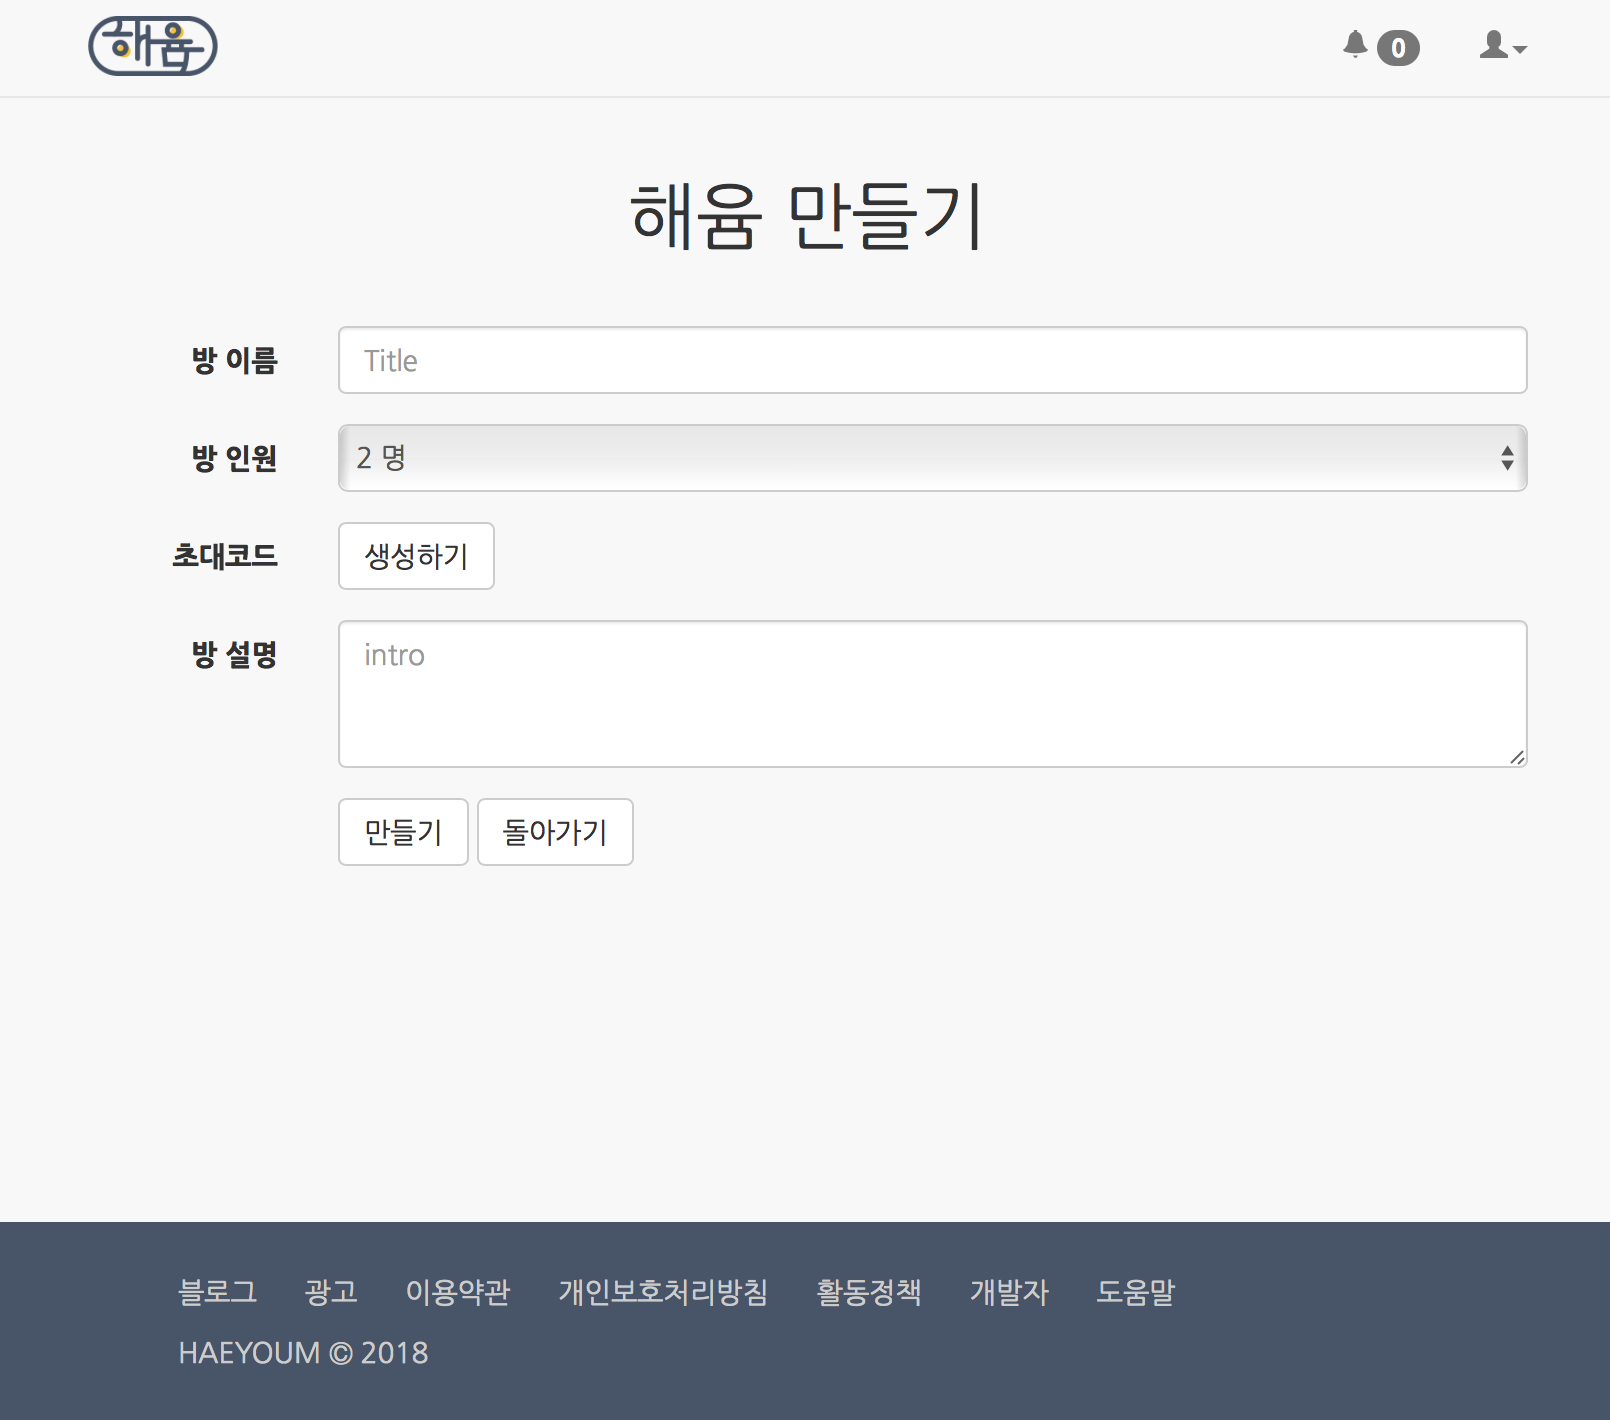 해윰
0
해윰 만들기
방 이름
Title
방 인원
2 명
초대코드
생성하기
방 설명
intro
만들기 돌아가기
블로그 광고 이용약관 개인보호처리방침 활동정책 개발자 도움말
HAEYOUM © 2018